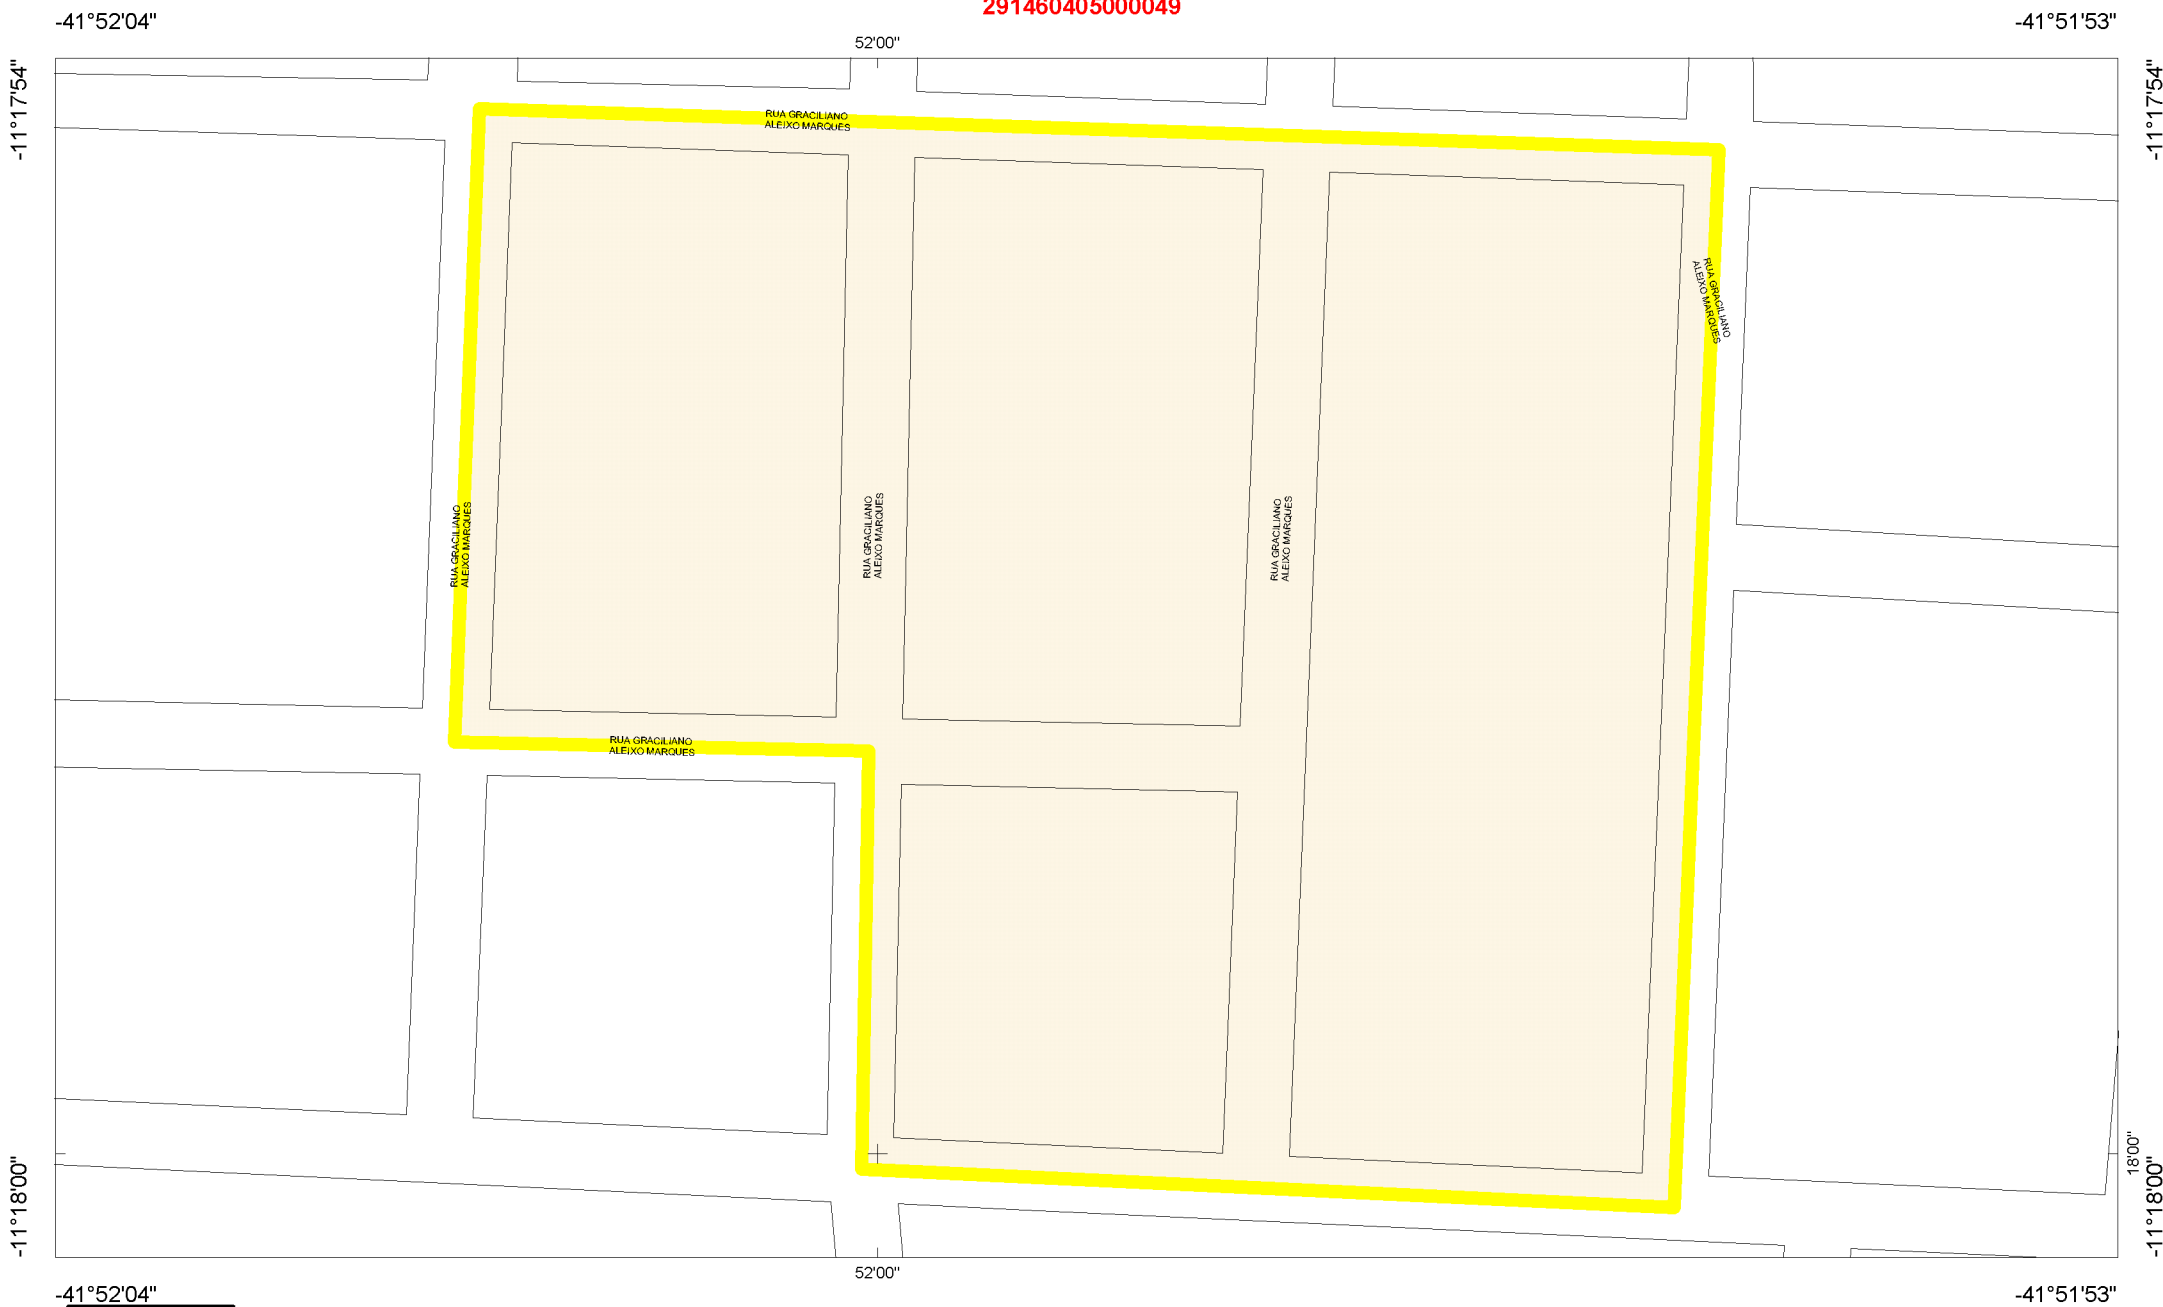 291460405000049
-41°52'04"
-41°51'53"
52'00"
-11°17'54"
-11°17'54"
RUA GRACILIANO
ALEIXO MARQUES
RUA GRACILIANO
ALEIXO MARQUES
RUA GRACILIANO
ALEIXO MARQUES
RUA GRACILIANO
ALEIXO MARQUES
RUA GRACILIANO
ALEIXO MARQUES
RUA GRACILIANO
ALEIXO MARQUES
18'00"
-11°18'00"
-11°18'00"
52'00"
-41°52'04"
-41°51'53"